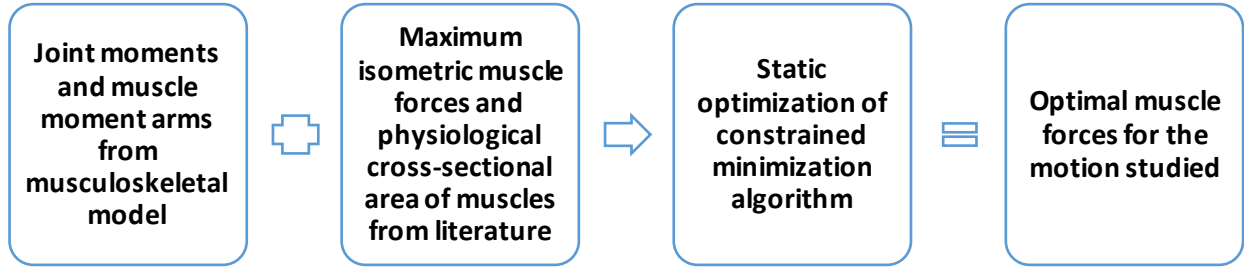 Joint moments
and muscle
moment arms
from
musculoskeletal
model
Maximum
isometric muscle
forces and
physiological
cross-sectional
area of muscles
from literature
Static
optimization of
constrained
minimization
algorithm
Optimal muscle
forces for the
motion studied